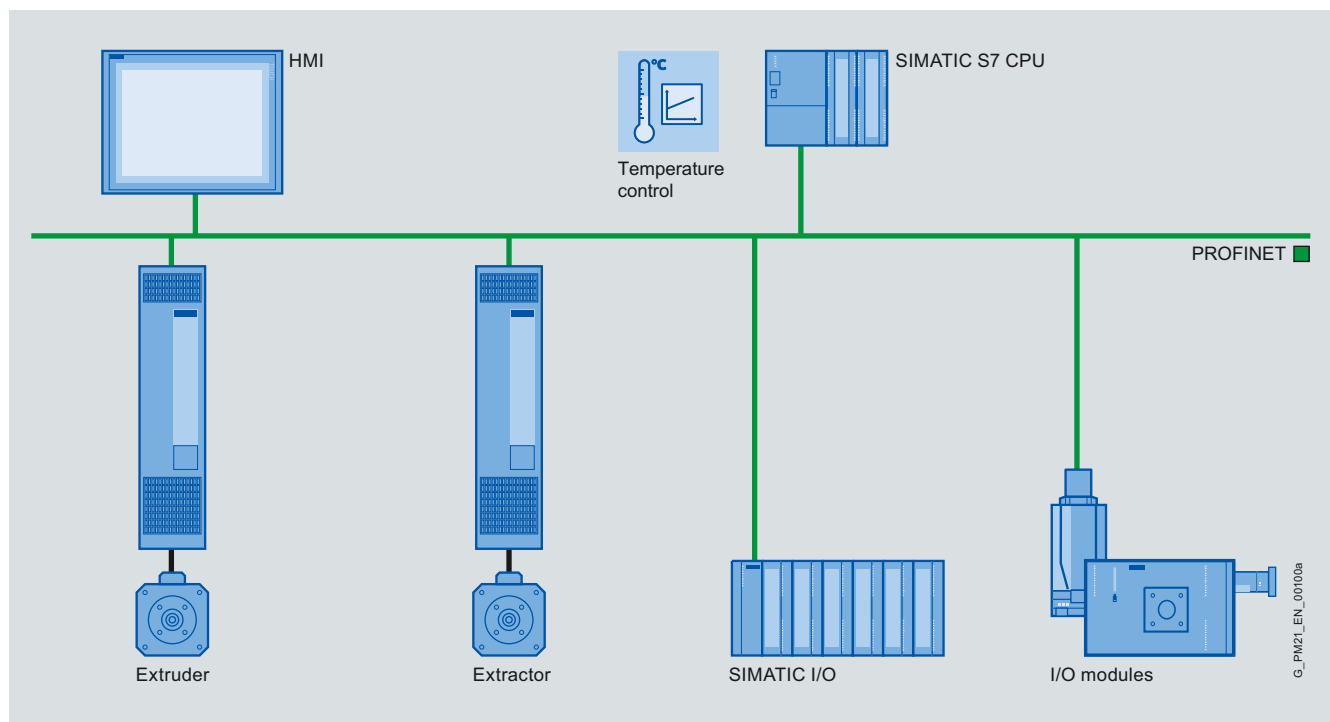 HMI
°C
Temperature
control
SIMATIC S7 CPU
PROFINET
Extruder
Extractor
SIMATIC I/O
I/O modules
G_PM21_EN_00100a